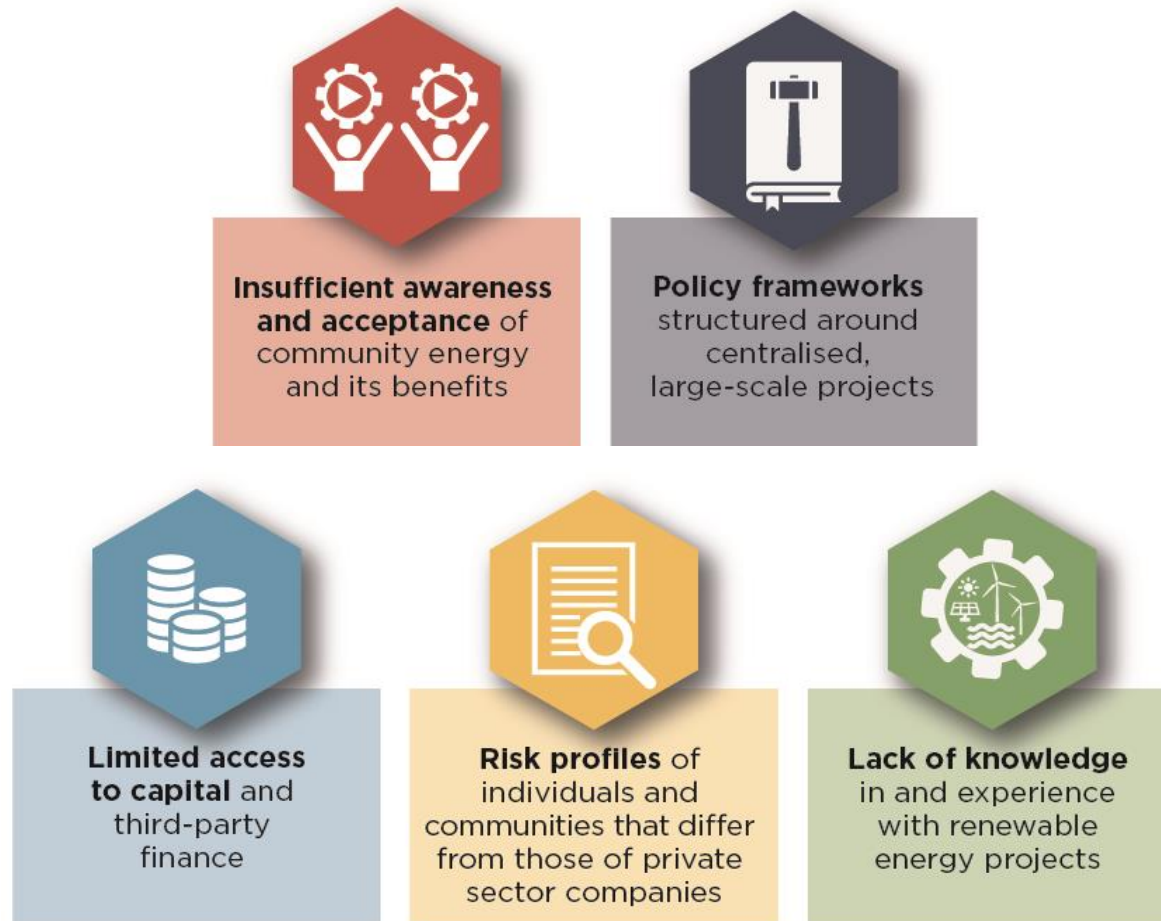 Insufficient awareness
and acceptance of
community energy
and its benefits
Policy frameworks
structured around
centralised,
large-scale projects
Limited access
to capital and
third-party
finance
Risk profiles of
individuals and
communities that differ
from those of private
sector companies
Lack of knowledge
in and experience
with renewable
energy projects